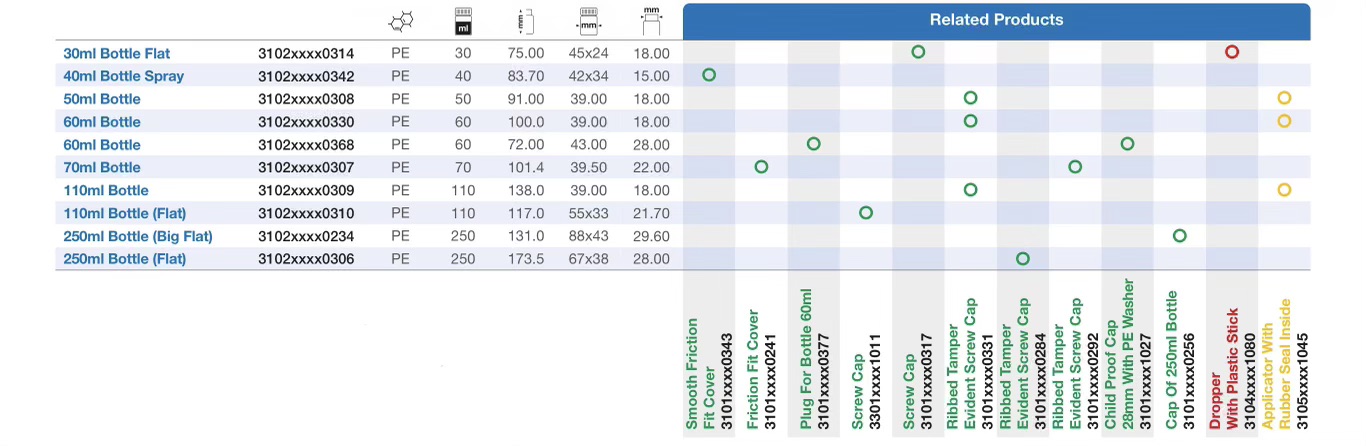 mm
ml
mm
mm
Related Products
30ml Bottle Flat 3102xxxx0314 PE 30 75.00 45x24 18.00
40ml Bottle Spray 3102xxxx0342 PE 40 83.70 42x34 15.00
50ml Bottle 3102xxxx0308 PE 50 91.00 39.00 18.00
60ml Bottle 3102xxxx0330 PE 60 100.0 39.00 18.00
60ml Bottle 3102xxxx0368 PE 60 72.00 43.00 28.00
70ml Bottle 3102xxxx0307 PE 70 101.4 39.50 22.00
110ml Bottle 3102xxxx0309 PE 110 138.0 39.00 18.00
110ml Bottle (Flat) 3102xxxx0310 PE 110 117.0 55x33 21.70
250ml Bottle (Big Flat) 3102xxxx0234 PE 250 131.0 88x43 29.60
250ml Bottle (Flat) 3102xxxx0306 PE 250 173.5 67x38 28.00
Smooth Friction
Fit Cover
3101xxxx0343
Friction Fit Cover
3101xxxx0241
Plug For Bottle 60ml
3101xxxx0377
Screw Cap
3301xxxx1011
Screw Cap
3101xxxx0317
Ribbed Tamper
Evident Screw Cap
3101xxxx0331
Ribbed Tamper
Evident Screw Cap
3101xxxx0284
Ribbed Tamper
Evident Screw Cap
3101xxxx0292
Child Proof Cap
28mm With PE Washer
3101xxxx1027
Cap Of 250ml Bottle
3101xxxx0256
Dropper
With Plastic Stick
3104xxxx1080
Applicator With
Rubber Seal Inside
3105xxxx1045